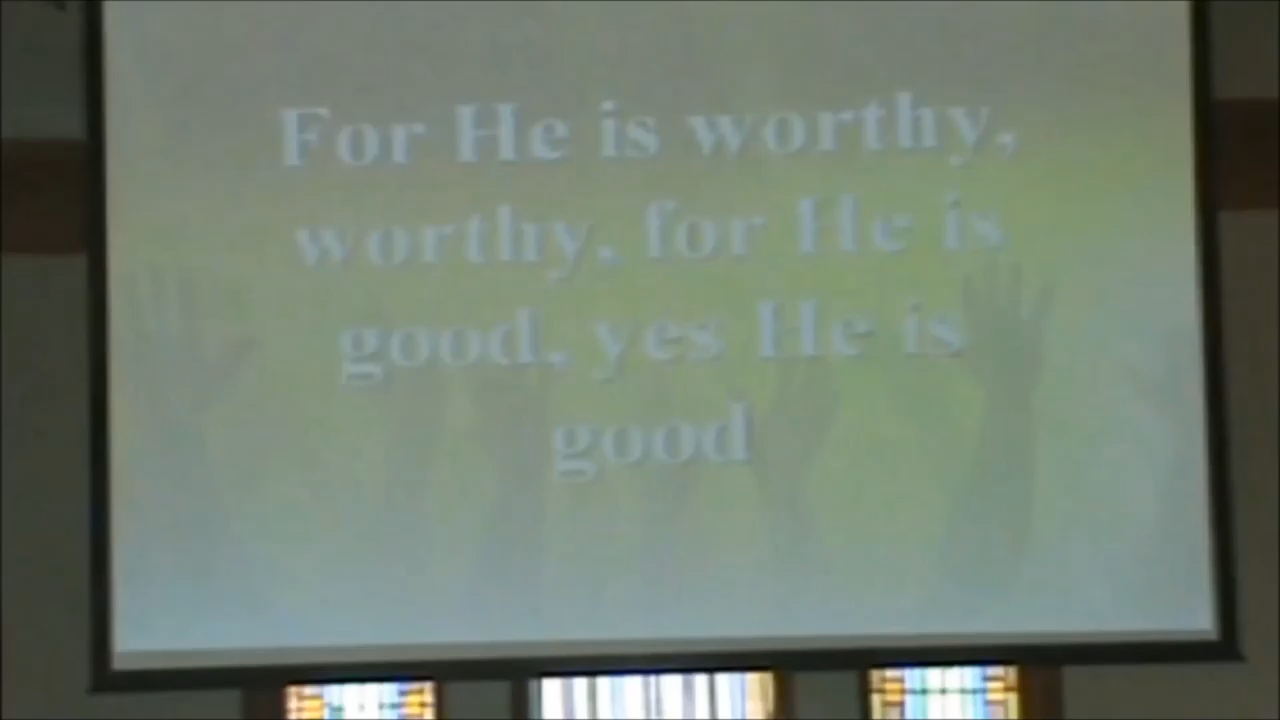 For He is worthy,
worthy, for He is
good, yes He is
good